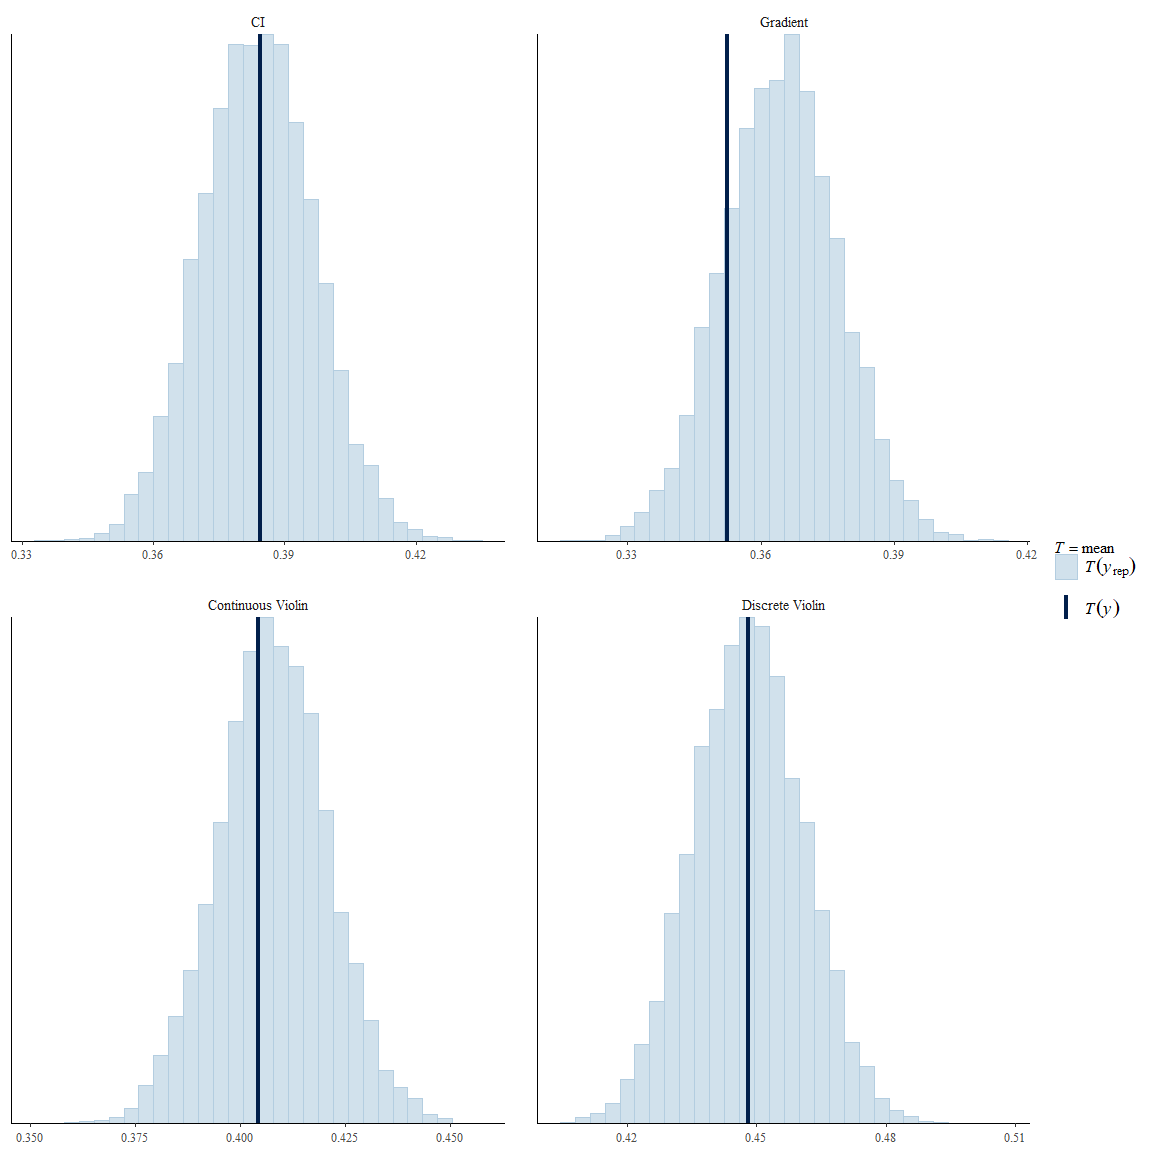 CI
Gradient
0.33 0.36 0.39 0.42
0.33 0.36 0.39 0.42
T = mean
T(y_rep)
T(y)
Continuous Violin
Discrete Violin
0.350 0.375 0.400 0.425 0.450
0.42 0.45 0.48 0.51